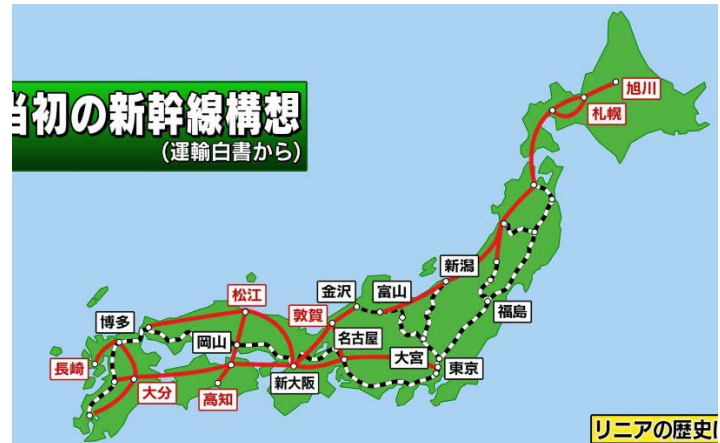 当初の新幹線構想
(運輸白書から)
旭川
札幌
新潟
金沢
富山
松江
敦賀
福島
博多
岡山
名古屋
大宮
東京
長崎
大分
高知
新大阪
リニアの歴史